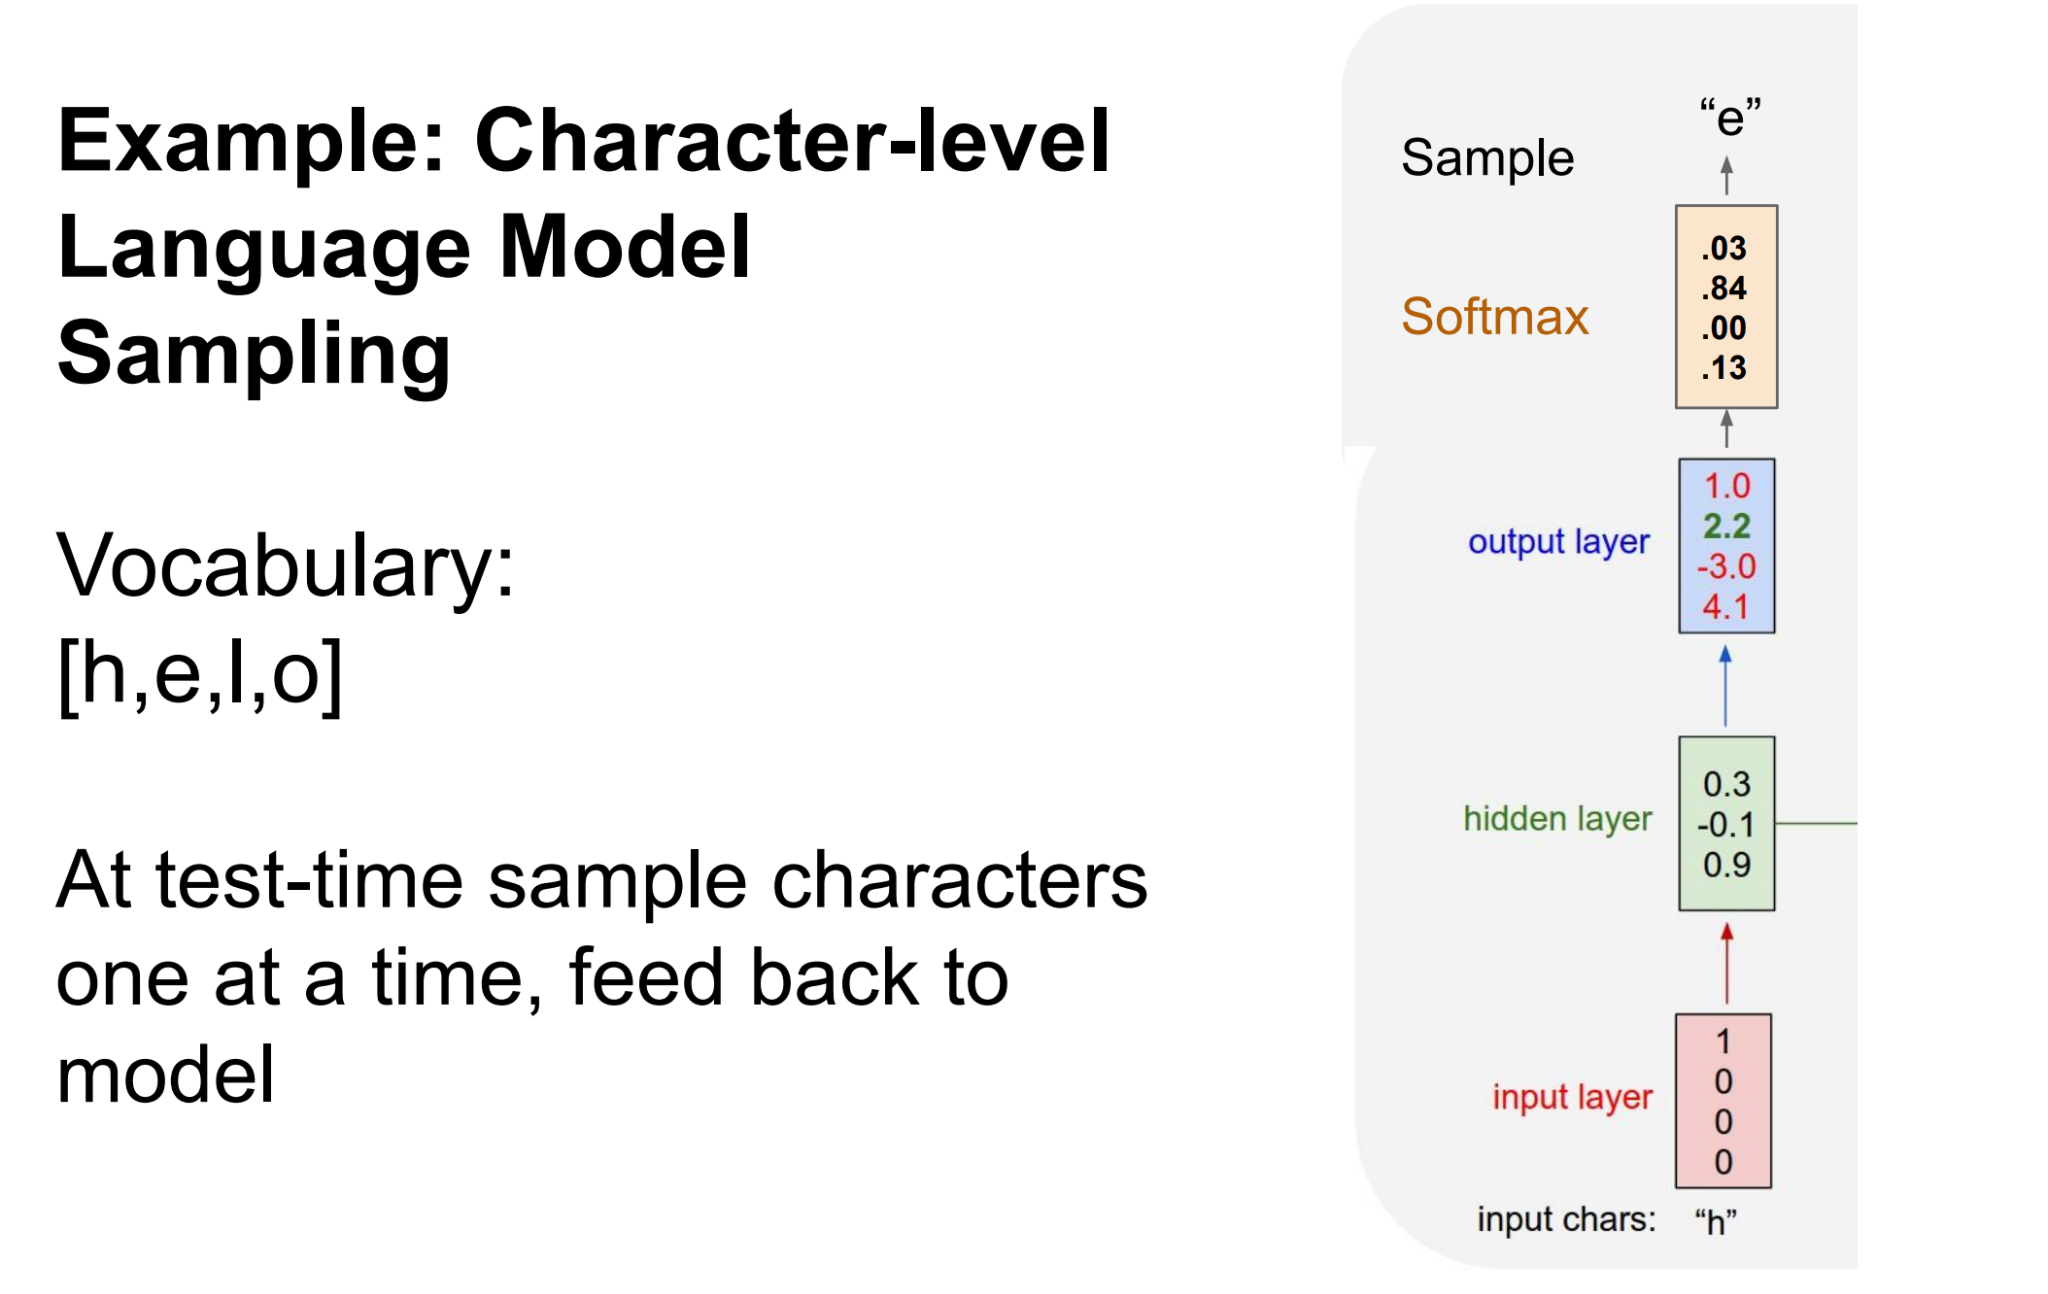 Example: Character-level
Language Model
Sampling
Vocabulary:
[h,e,l,o]
At test-time sample characters
one at a time, feed back to
model
“e”
Sample
.03
.84
.00
.13
Softmax
1.0
2.2
-3.0
4.1
output layer
0.3
-0.1
0.9
hidden layer
1
0
0
0
input layer
input chars: “h”